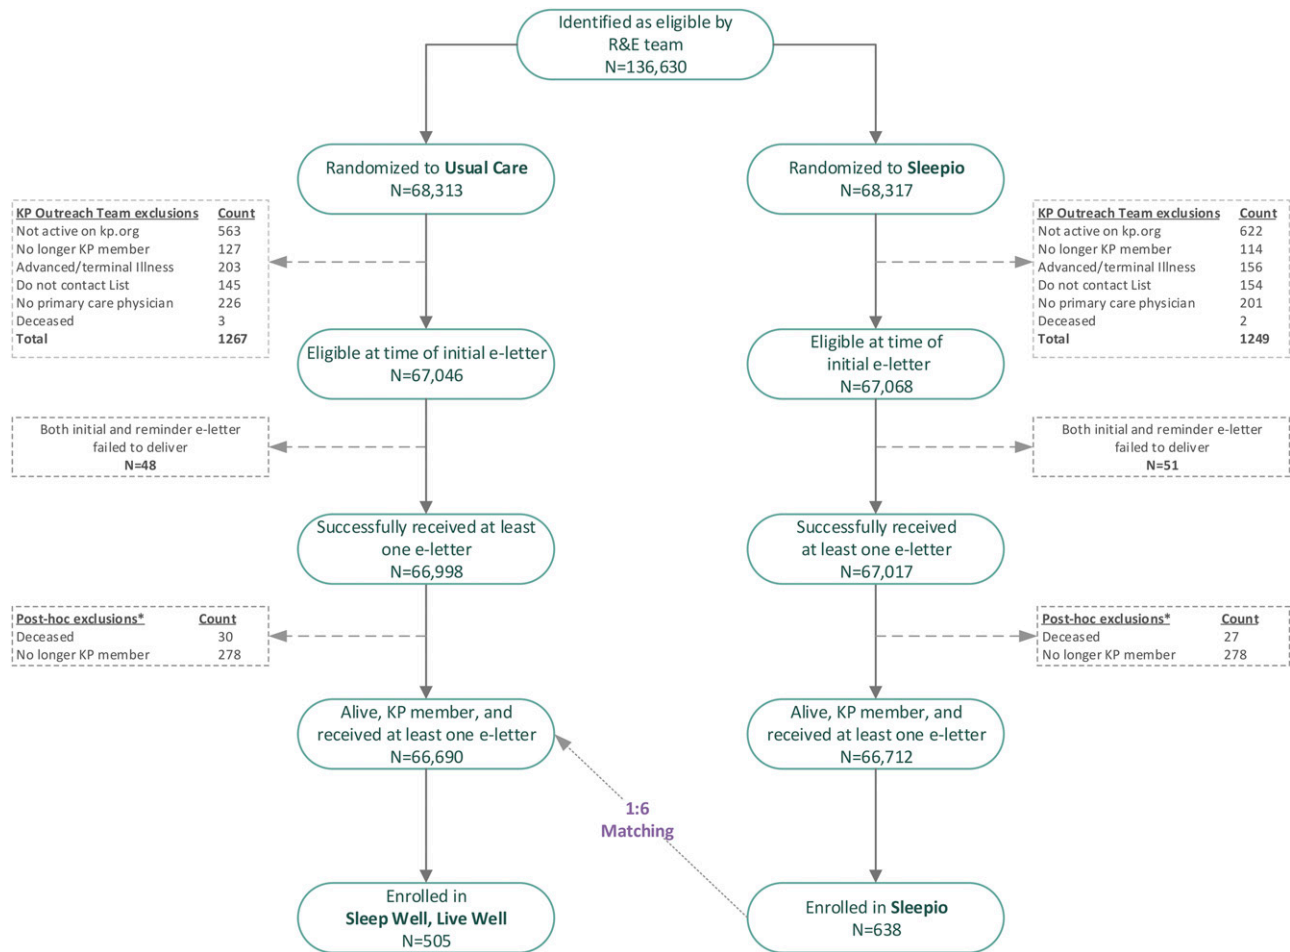 Identified as eligible by
R&E team
N=136,630
Randomized to Usual Care
N=68,313
Randomized to Sleepio
N=68,317
KP Outreach Team exclusions Count
Not active on kp.org 563
No longer KP member 127
Advanced/terminal Illness 203
Do not contact List 145
No primary care physician 226
Deceased 3
Total 1267
KP Outreach Team exclusions Count
Not active on kp.org 622
No longer KP member 114
Advanced/terminal Illness 156
Do not contact List 154
No primary care physician 201
Deceased 2
Total 1249
Eligible at time of initial e-letter
N=67,046
Eligible at time of
initial e-letter
N=67,068
Both initial and reminder e-letter
failed to deliver
N=48
Both initial and reminder e-letter
failed to deliver
N=51
Successfully received at least
one e-letter
N=66,998
Successfully received
at least one e-letter
N=67,017
Post-hoc exclusions* Count
Deceased 30
No longer KP member 278
Post-hoc exclusions* Count
Deceased 27
No longer KP member 278
Alive, KP member, and
received at least one e-letter
N=66,690
Alive, KP member, and
received at least one e-letter
N=66,712
1:6
Matching
Enrolled in
Sleep Well, Live Well
N=505
Enrolled in Sleepio
N=638